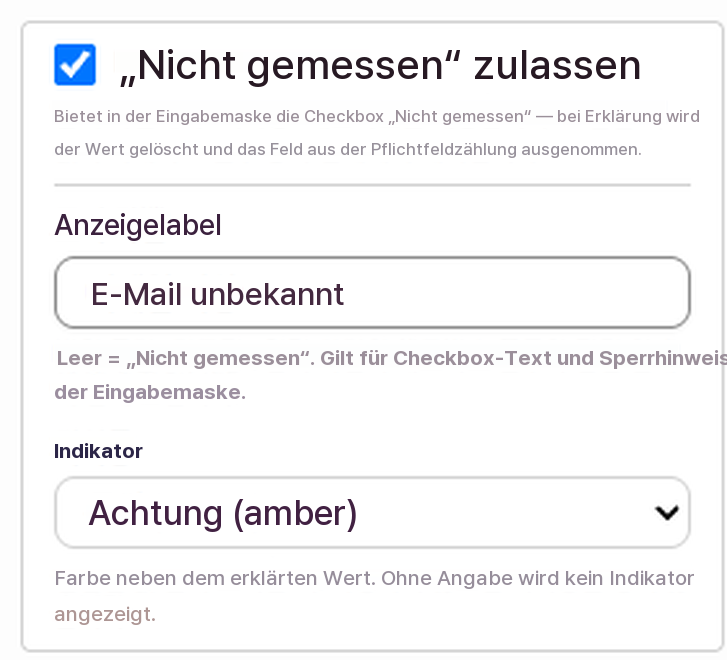 „Nicht gemessen“ zulassen
Bietet in der Eingabemaske die Checkbox „Nicht gemessen“ — bei Erklärung wird
der Wert gelöscht und das Feld aus der Pflichtfeldzählung ausgenommen.
Anzeigelabel
E-Mail unbekannt
Leer = „Nicht gemessen“. Gilt für Checkbox-Text und Sperrhinweis
der Eingabemaske.
Indikator
Achtung (amber)
Farbe neben dem erklärten Wert. Ohne Angabe wird kein Indikator
angezeigt.